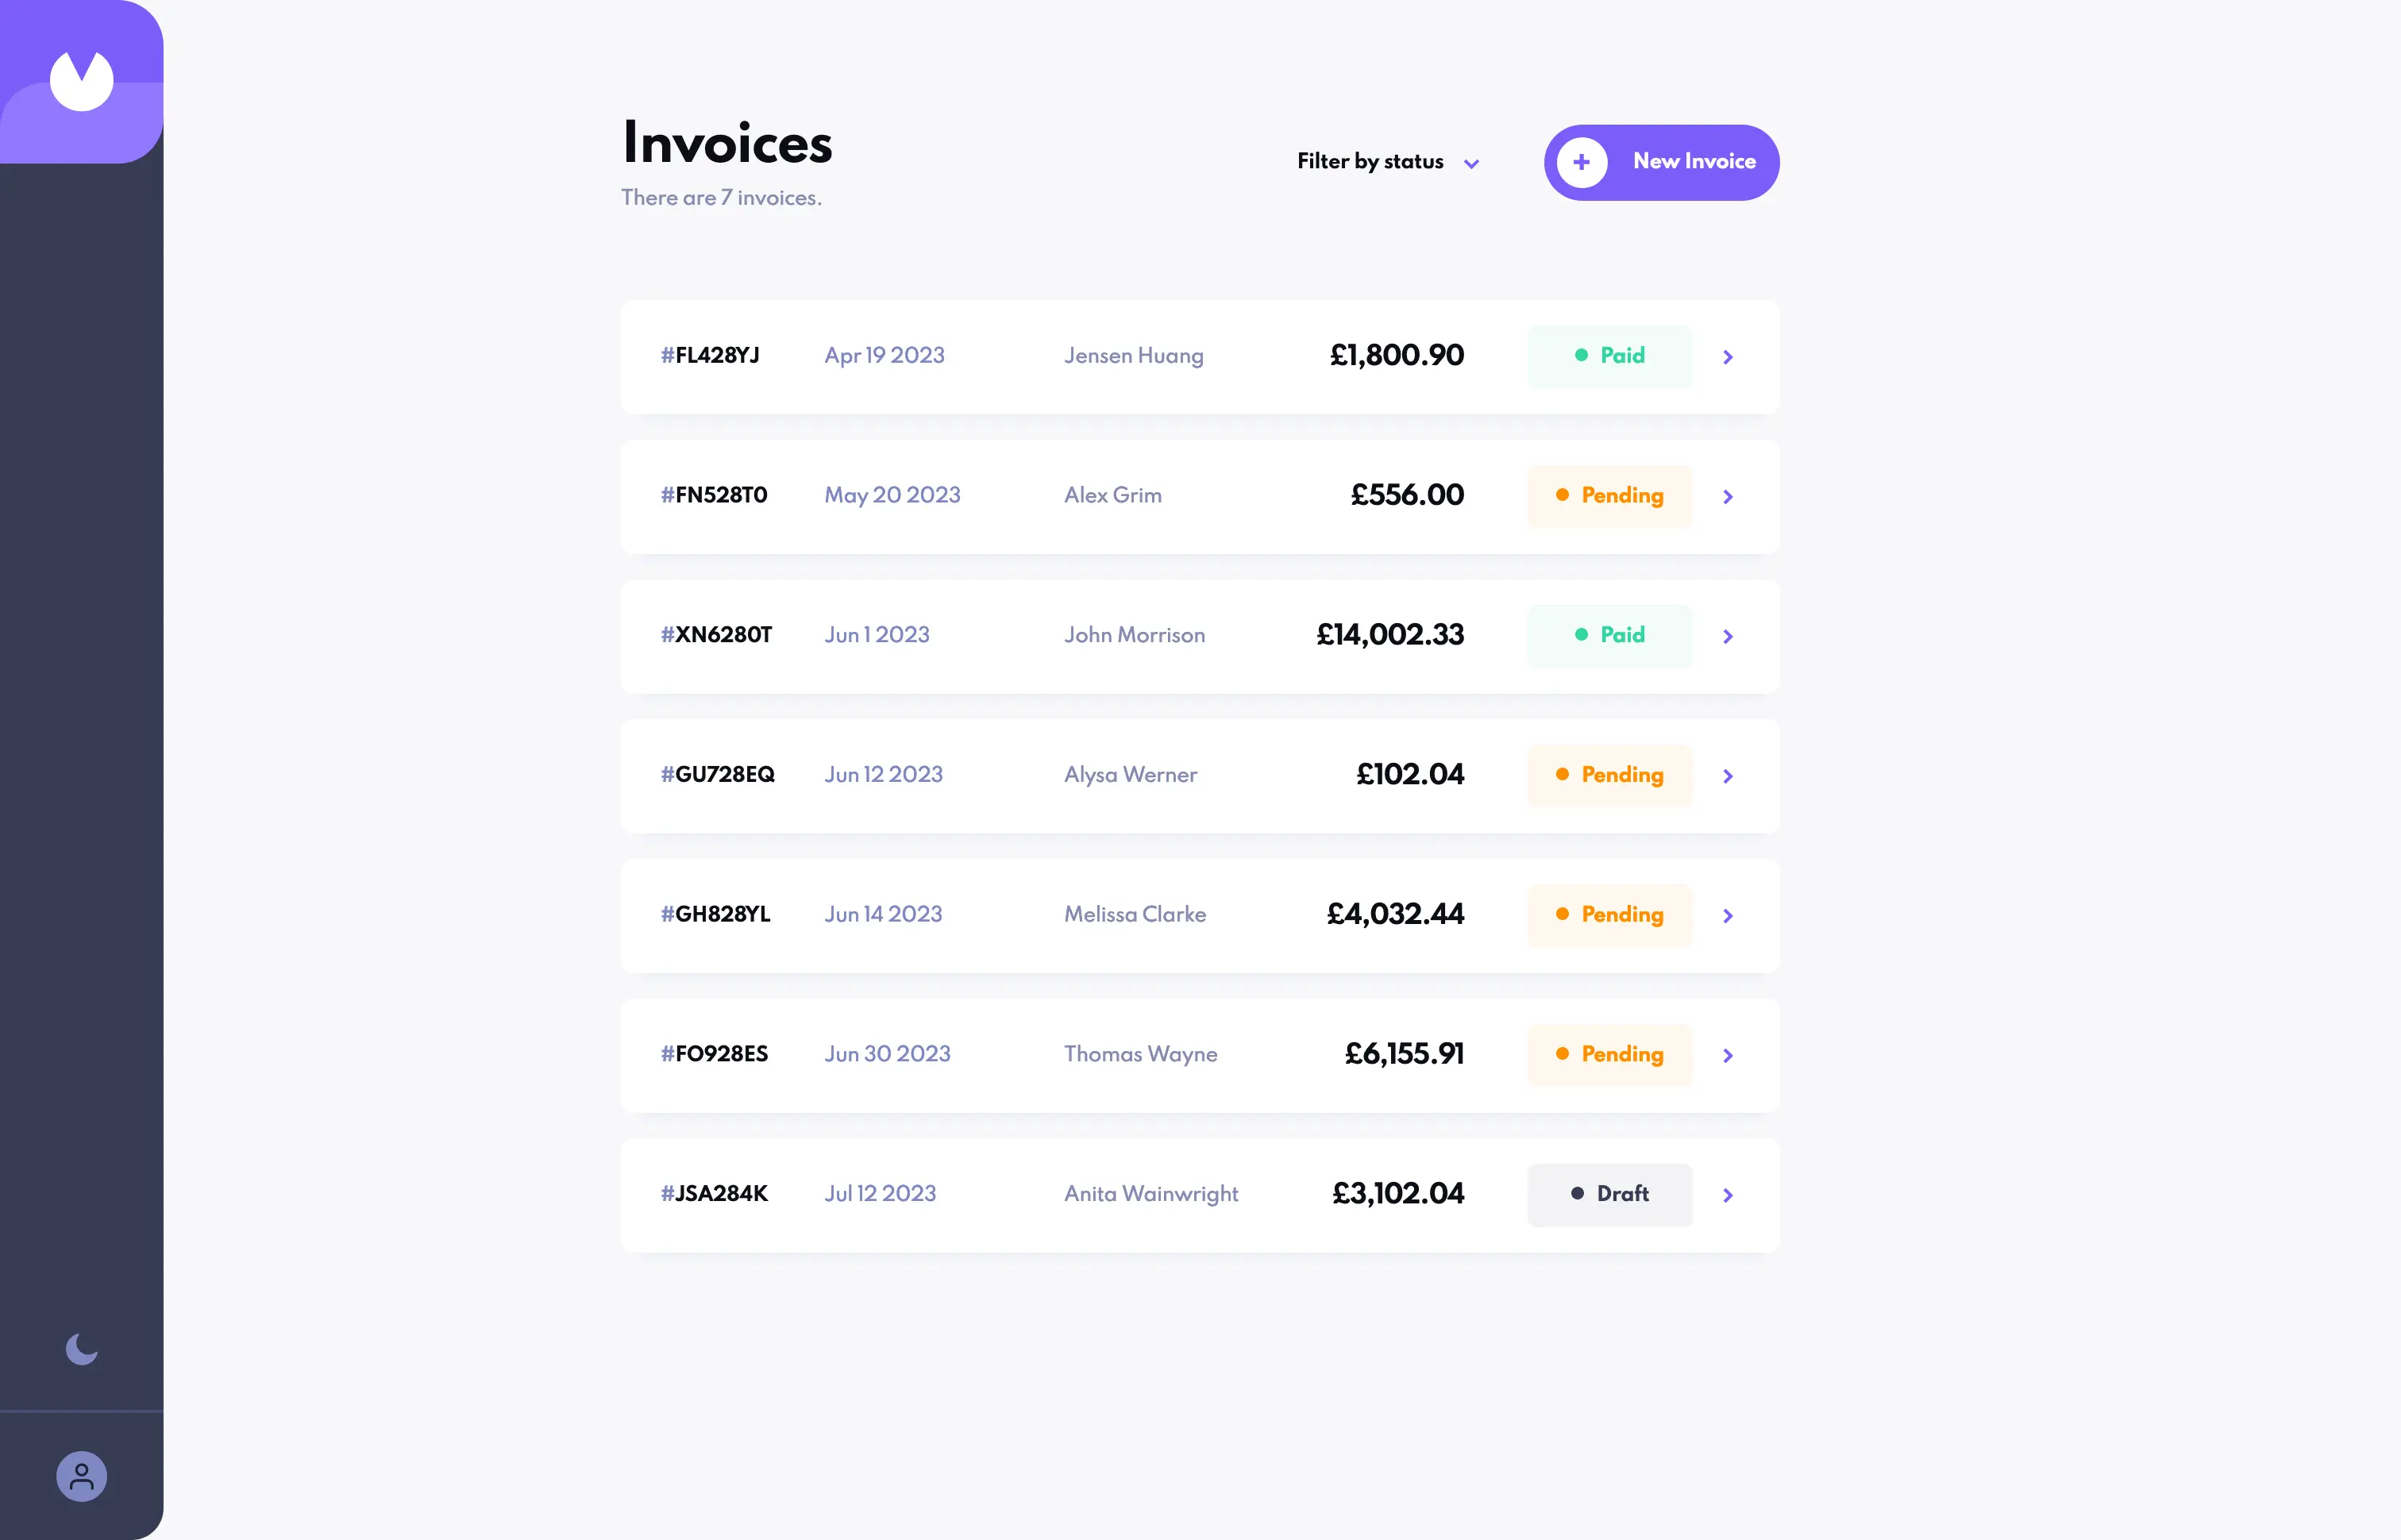 Invoices
There are 7 invoices.
Filter by status
New Invoice
#FL428YJ Apr 19 2023 Jensen Huang £1,800.90 Paid
#FN528T0 May 20 2023 Alex Grim £556.00 Pending
#XN6280T Jun 1 2023 John Morrison £14,002.33 Paid
#GU728EQ Jun 12 2023 Alysa Werner £102.04 Pending
#GH828YL Jun 14 2023 Melissa Clarke £4,032.44 Pending
#FO928ES Jun 30 2023 Thomas Wayne £6,155.91 Pending
#JSA284K Jul 12 2023 Anita Wainwright £3,102.04 Draft